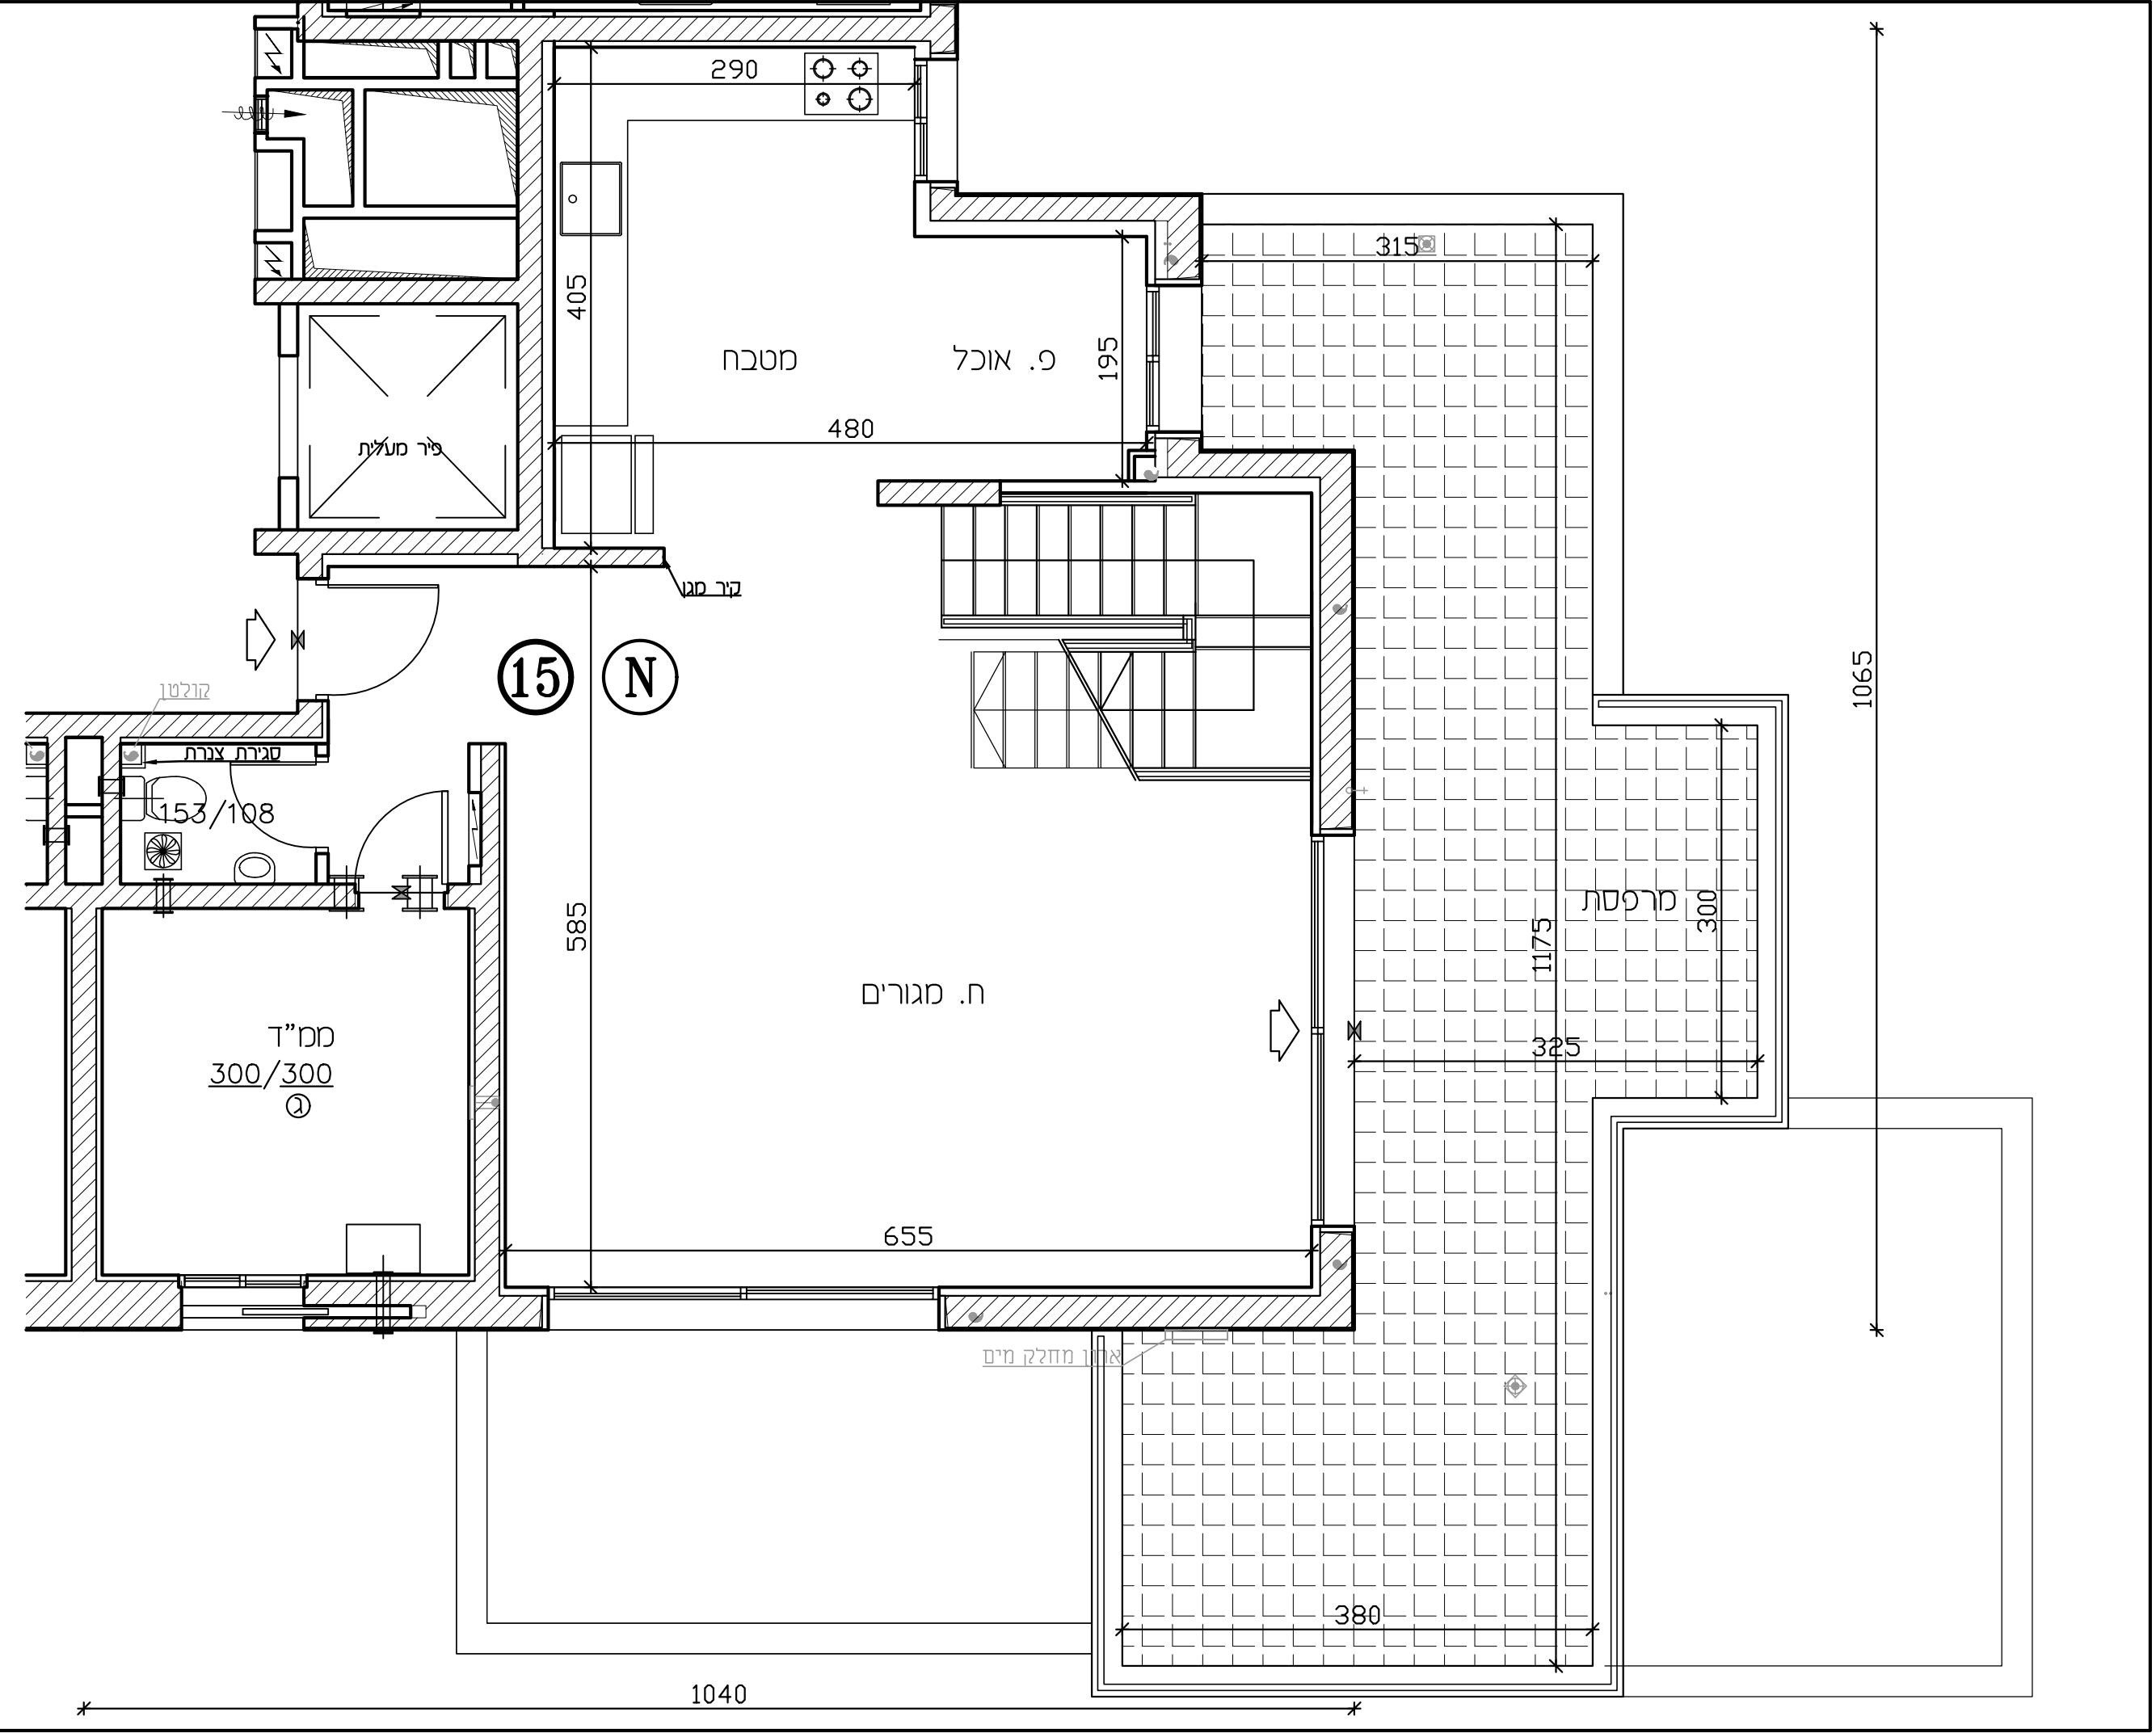 290
315
405
195
מטבח
פ. אוכל
480
פיר מעלית
קיר מגן
15
N
קולטן
סגירת צנרת
153/108
1065
מרפסת
300
1175
585
ח. מגורים
ממ"ד
300/300
ג
325
655
ארון מחלק מים
380
1040